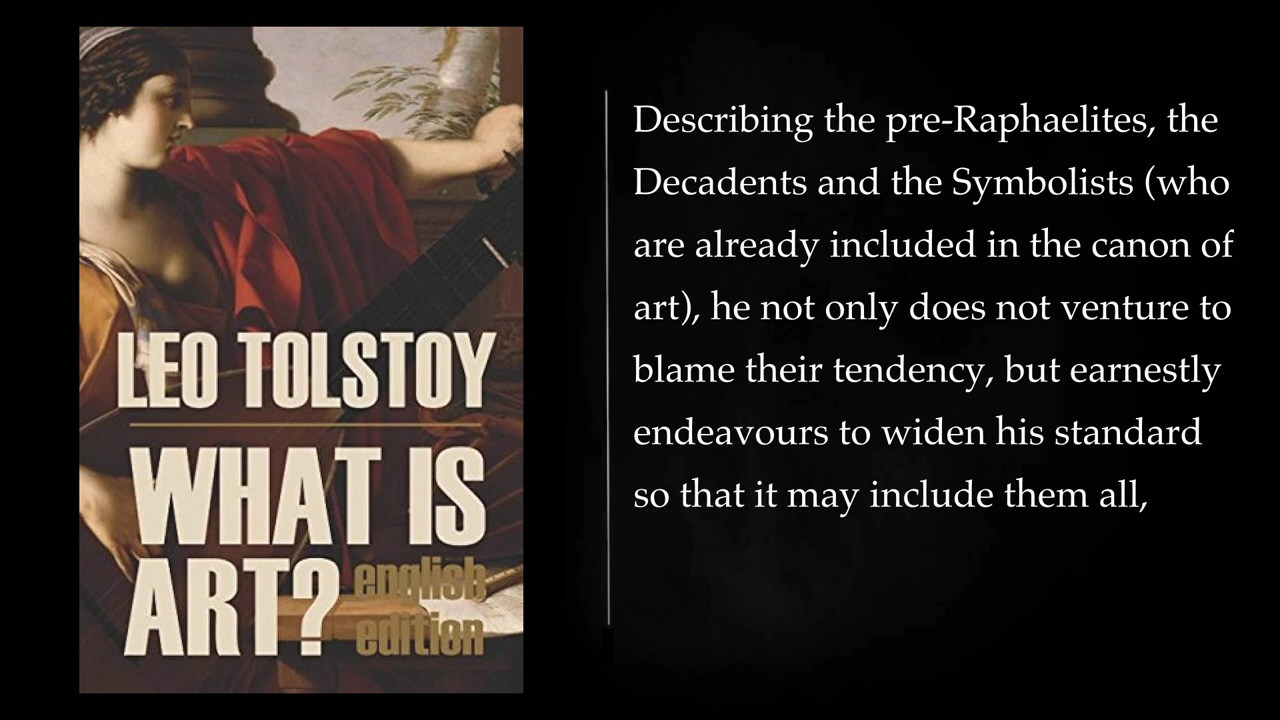 LEO TOLSTOY
WHAT IS
ART?
english
edition
Describing the pre-Raphaelites, the
Decadents and the Symbolists (who
are already included in the canon of
art), he not only does not venture to
blame their tendency, but earnestly
endeavours to widen his standard
so that it may include them all,